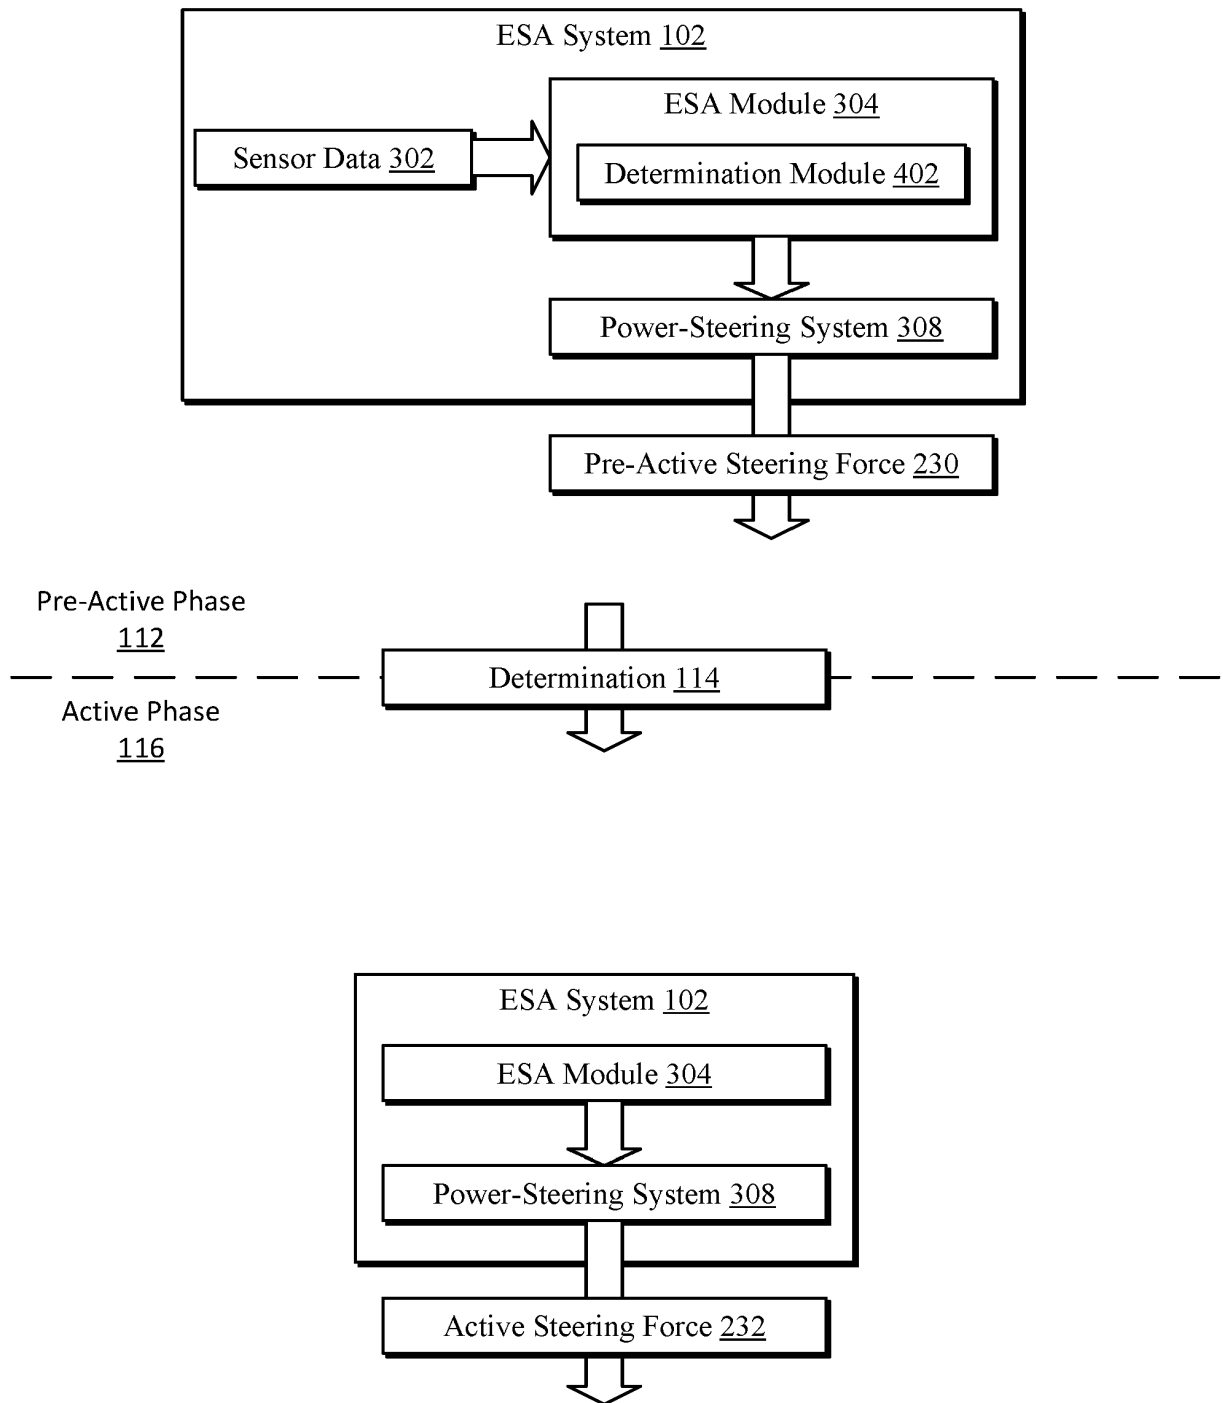 ESA System 102
ESA Module 304
Sensor Data 302
Determination Module 402
Power-Steering System 308
Pre-Active Steering Force 230
Pre-Active Phase
112
Determination 114
Active Phase
116
ESA System 102
ESA Module 304
Power-Steering System 308
Active Steering Force 232